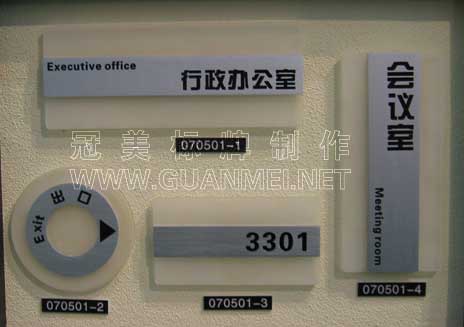 Executive office
行政办公室
070501-1
会议室
Meeting room
070501-4
冠美标牌制作
WWW.GUANMEI.NET
Exit 出口
070501-2
3301
070501-3